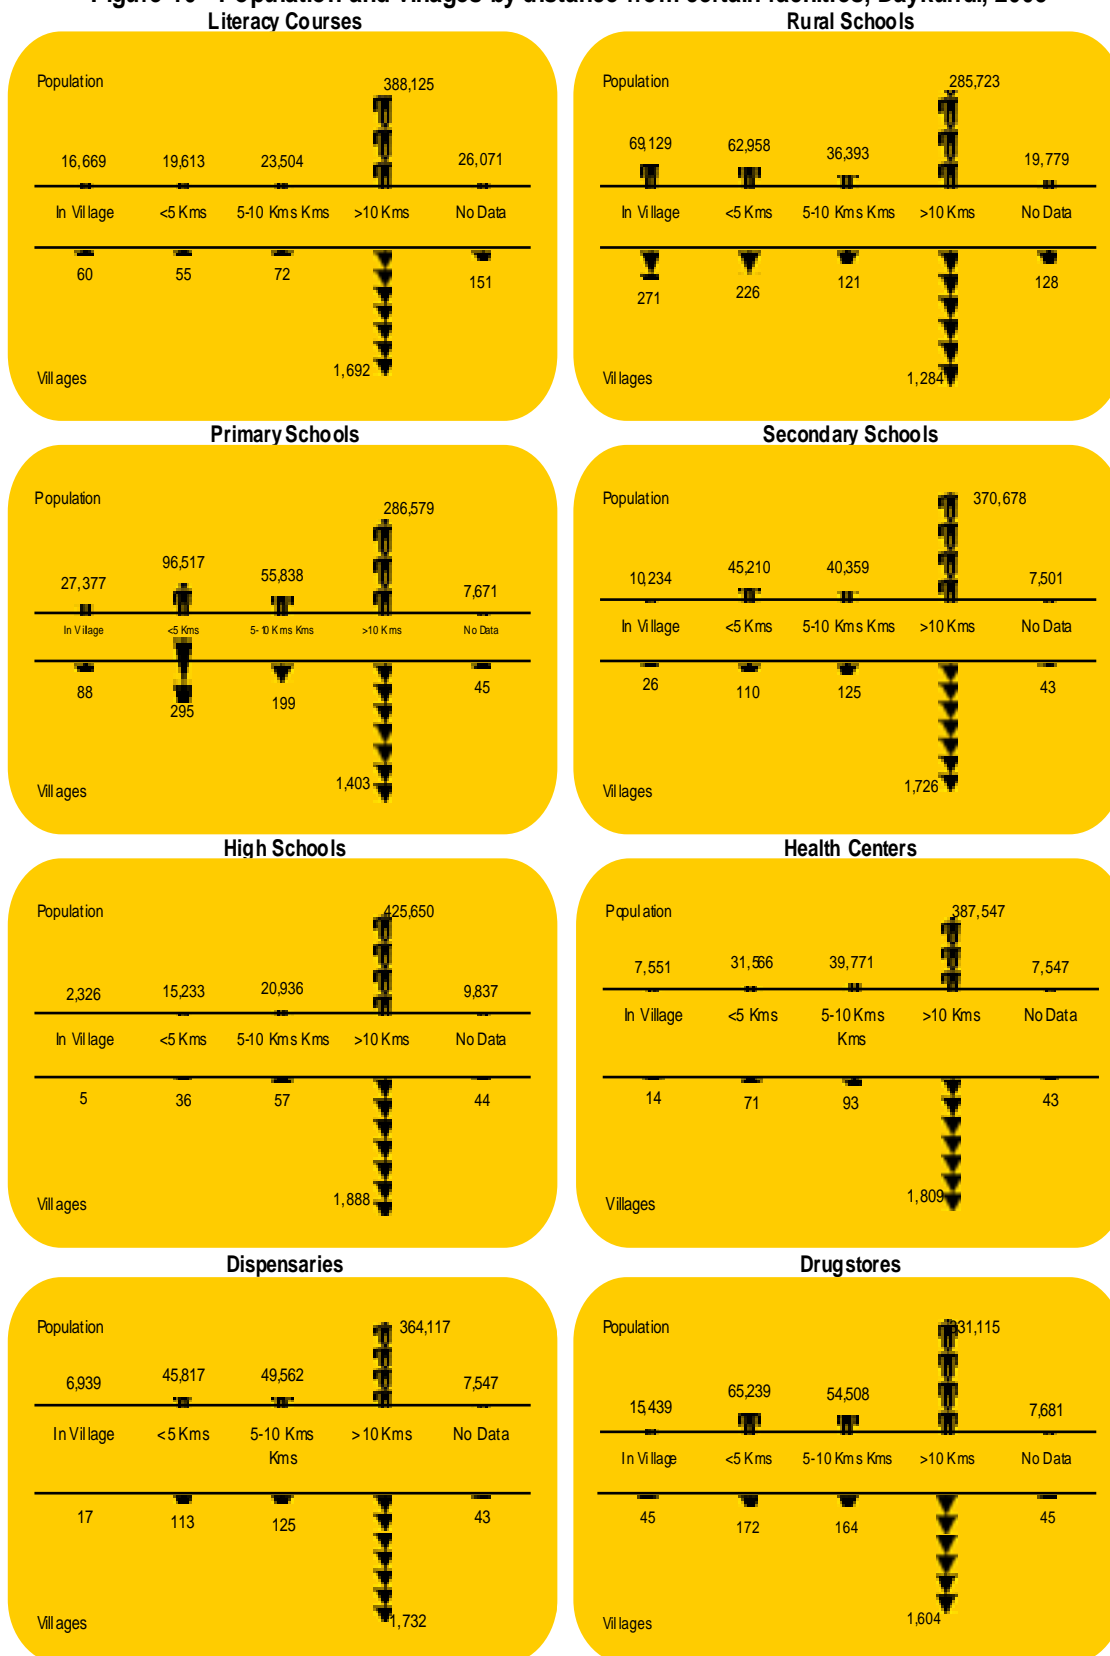 Literacy Courses
Rural Schools
Population
388,125
16,669 19,613 23,504 26,071
In Village <5 Kms 5-10 Kms Kms >10 Kms No Data
60 55 72 151
1,692
Villages
Population
285,723
69,129 62,958 36,393 19,779
In Village <5 Kms 5-10 Kms Kms >10 Kms No Data
271 226 121 128
1,284
Villages
Primary Schools
Secondary Schools
Population
286,579
27,377 96,517 55,838 7,671
In Village <5 Kms 5-10 Kms Kms >10 Kms No Data
88 295 199 45
1,403
Villages
Population
370,678
10,234 45,210 40,359 7,501
In Village <5 Kms 5-10 Kms Kms >10 Kms No Data
26 110 125 43
1,726
Villages
High Schools
Health Centers
Population
425,650
2,326 15,233 20,936 9,837
In Village <5 Kms 5-10 Kms Kms >10 Kms No Data
5 36 57 44
1,888
Villages
Population
387,547
7,551 31,566 39,771 7,547
In Village <5 Kms 5-10 Kms >10 Kms No Data
Kms
14 71 93 43
1,809
Villages
Dispensaries
Drugstores
Population
364,117
6,939 45,817 49,562 7,547
In Village <5 Kms 5-10 Kms >10 Kms No Data
Kms
17 113 125 43
1,732
Villages
Population
331,115
15,439 65,239 54,508 7,681
In Village <5 Kms 5-10 Kms Kms >10 Kms No Data
45 172 164 45
1,604
Villages